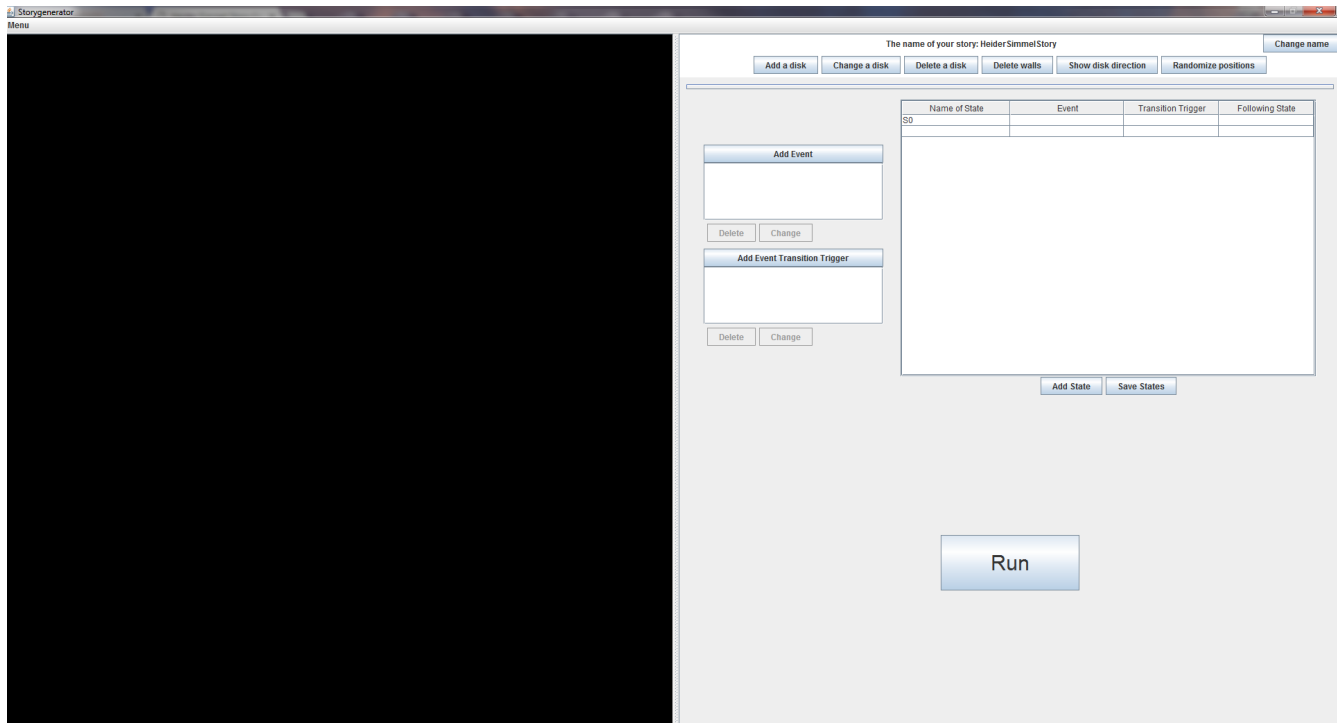 Storygenerator
Menu
The name of your story: HeiderSimmelStory
Change name
Add a disk Change a disk Delete a disk Delete walls Show disk direction Randomize positions
Name of State Event Transition Trigger Following State
S0
Add Event
Delete Change
Add Event Transition Trigger
Delete Change
Add State Save States
Run